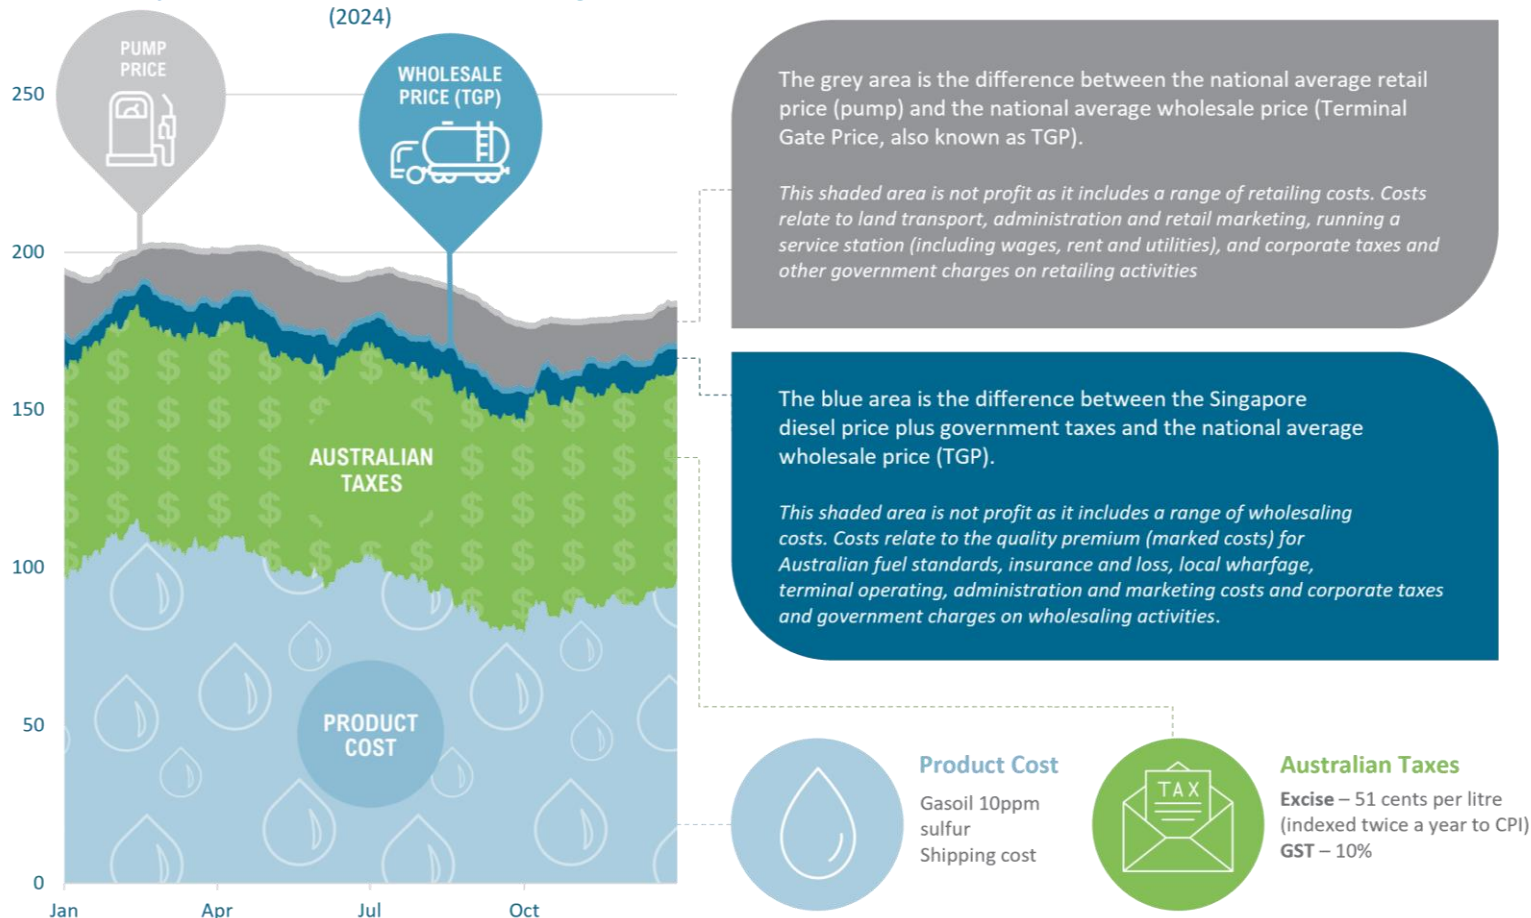 (2024)
PUMP
PRICE
WHOLESALE
PRICE (TGP)
250
200
150
100
50
0
Jan
Apr
Jul
Oct
AUSTRALIAN
TAXES
PRODUCT
COST
The grey area is the difference between the national average retail
price (pump) and the national average wholesale price (Terminal
Gate Price, also known as TGP).
This shaded area is not profit as it includes a range of retailing costs. Costs
relate to land transport, administration and retail marketing, running a
service station (including wages, rent and utilities), and corporate taxes and
other government charges on retailing activities
The blue area is the difference between the Singapore
diesel price plus government taxes and the national average
wholesale price (TGP).
This shaded area is not profit as it includes a range of wholesaling
costs. Costs relate to the quality premium (marked costs) for
Australian fuel standards, insurance and loss, local wharfage,
terminal operating, administration and marketing costs and corporate taxes
and government charges on wholesaling activities.
Product Cost
Gasoil 10ppm
sulfur
Shipping cost
TAX
Australian Taxes
Excise – 51 cents per litre
(indexed twice a year to CPI)
GST – 10%